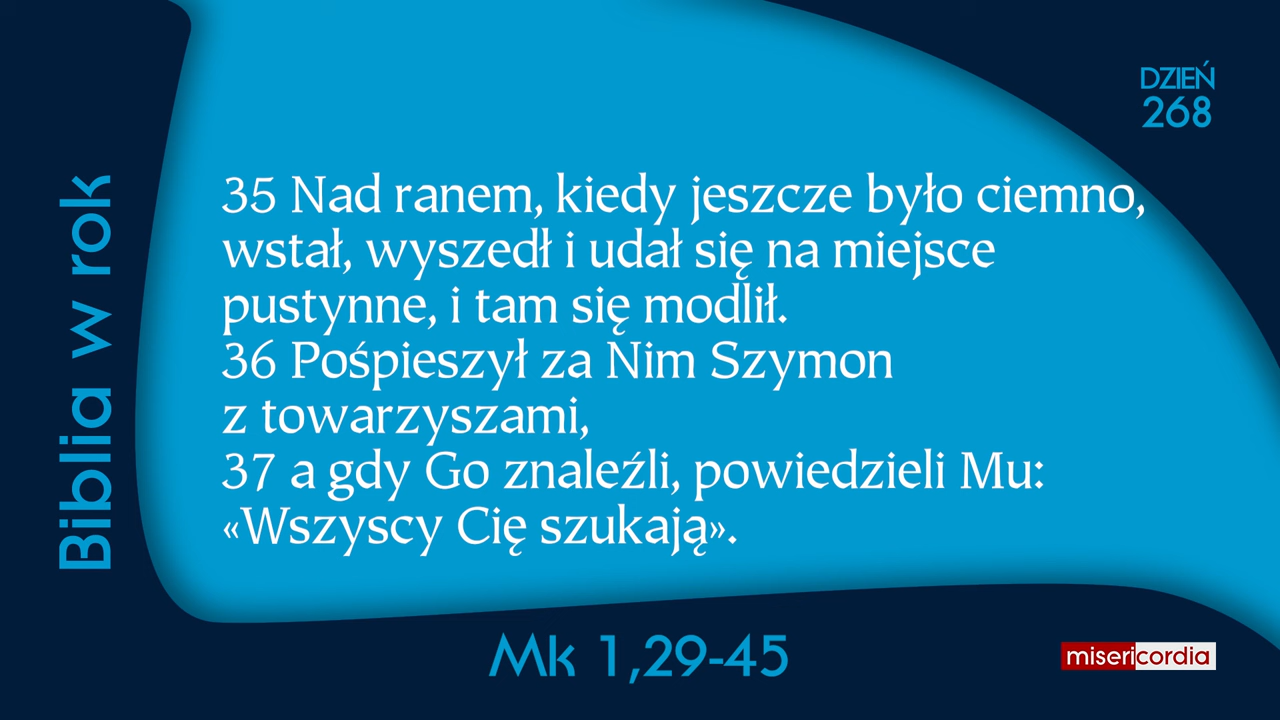 DZIEŃ
268
Biblia w rok
35 Nad ranem, kiedy jeszcze było ciemno,
wstał, wyszedł i udał się na miejsce
pustynne, i tam się modlił.
36 Pośpieszył za Nim Szymon
z towarzyszami,
37 a gdy Go znaleźli, powiedzieli Mu:
«Wszyscy Cię szukają».
Mk 1,29-45
misericordia